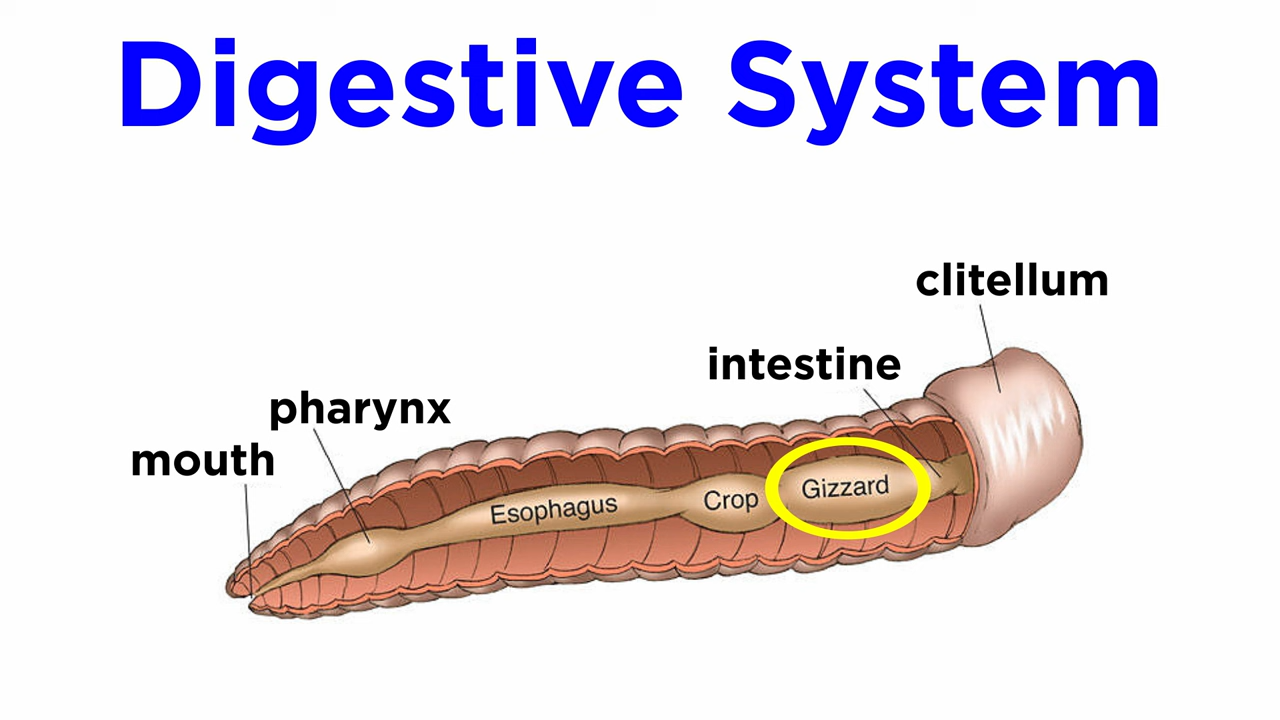 Digestive System
clitellum
intestine
pharynx
mouth
Esophagus
Crop
Gizzard